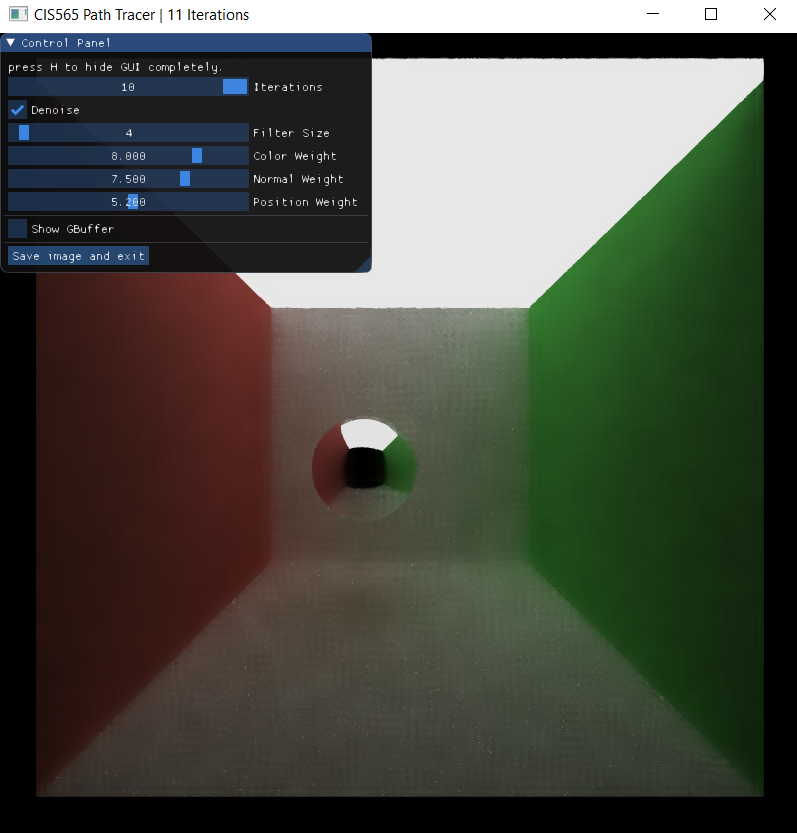 CIS565 Path Tracer | 11 Iterations
Control Panel
press H to hide GUI completely.
10 Iterations
Denoise
4 Filter Size
8.000 Color Weight
7.500 Normal Weight
5.200 Position Weight
Show GBuffer
Save image and exit